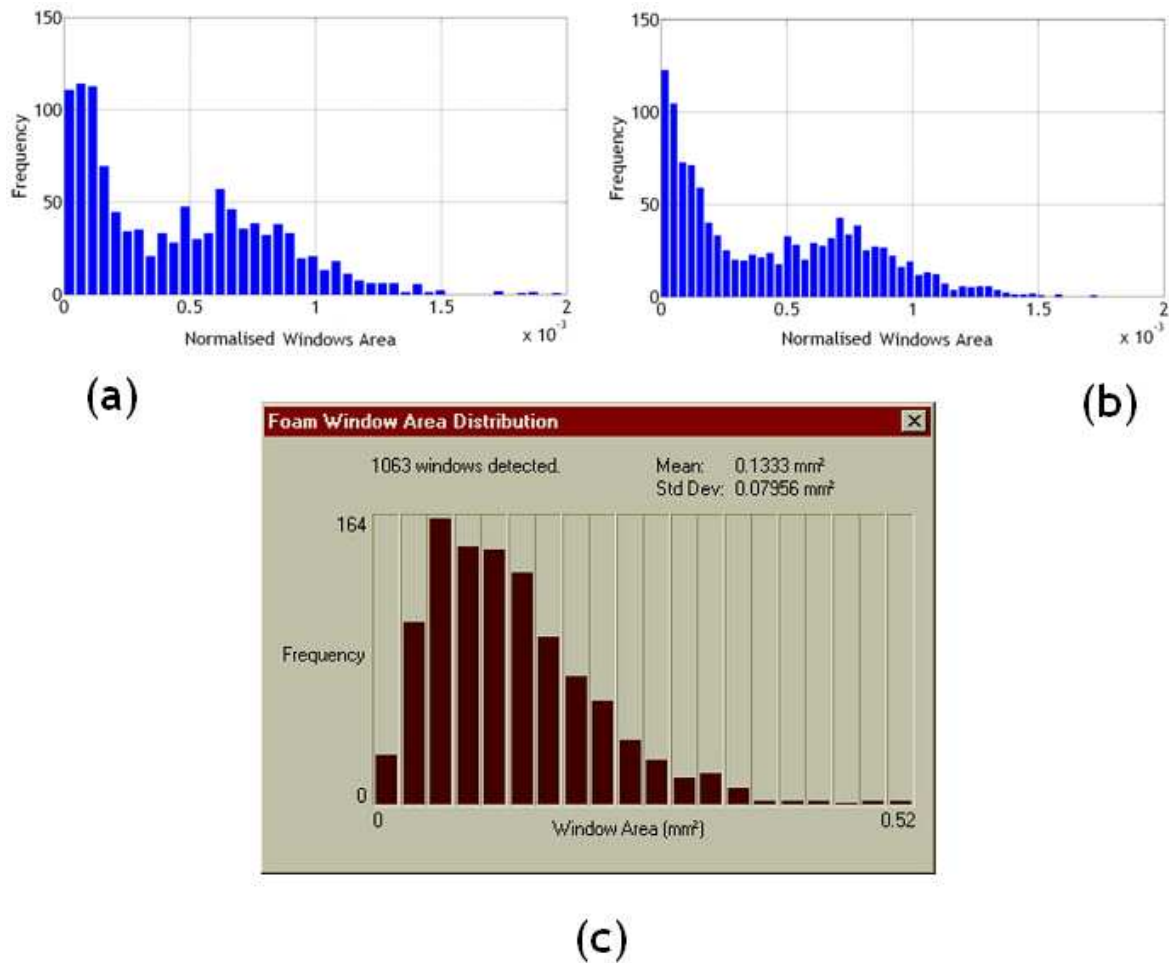 150
100
50
0
Frequency
0 0.5 1 1.5 2
Normalised Windows Area x 10⁻³
(a)
150
100
50
0
Frequency
0 0.5 1 1.5 2
Normalised Windows Area x 10⁻³
(b)
Foam Window Area Distribution
1063 windows detected.
Mean: 0.1333 mm²
Std Dev: 0.07956 mm²
164
Frequency
0
0 0.52
Window Area (mm²)
(c)